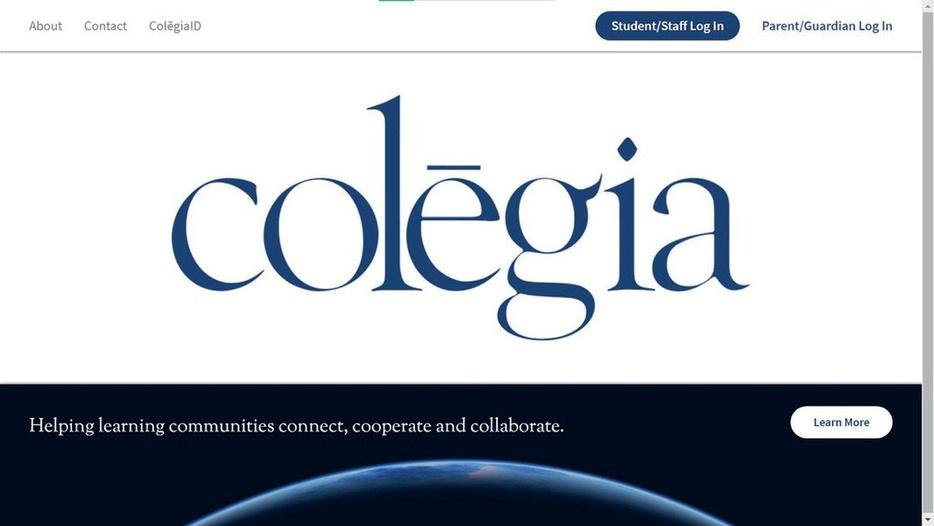 About Contact ColēgiaID Student/Staff Log In Parent/Guardian Log In
colēgia
Helping learning communities connect, cooperate and collaborate. Learn More